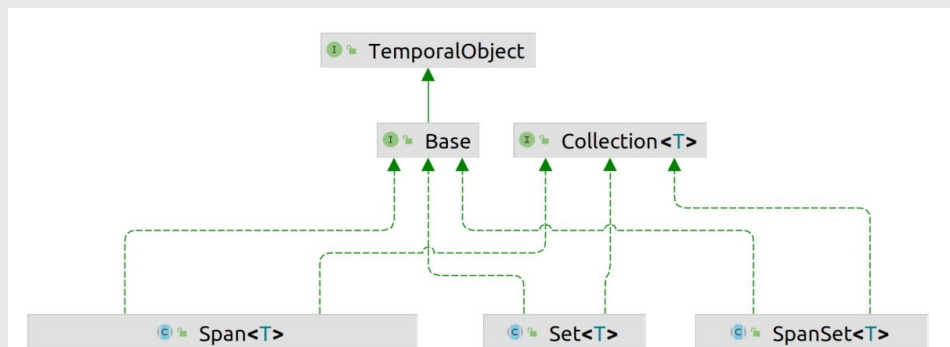 TemporalObject
Base
Collection<T>
Span<T>
Set<T>
SpanSet<T>